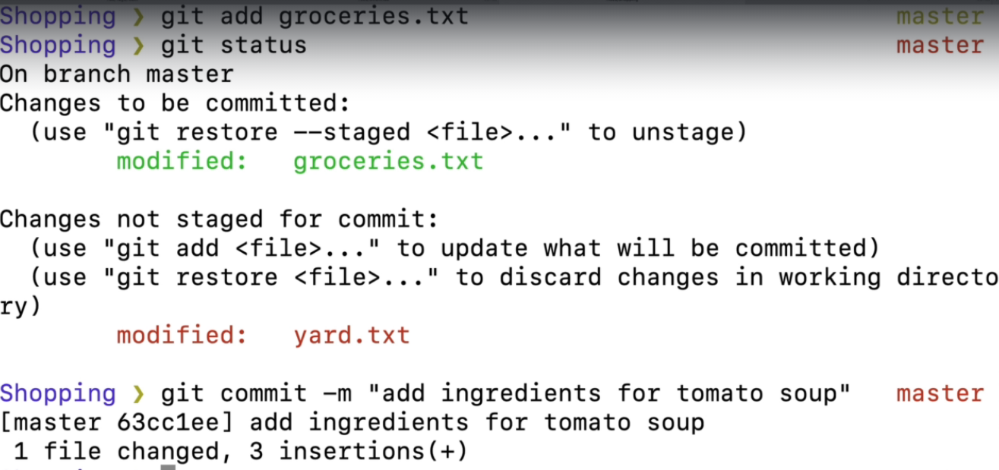 Shopping ❯ git add groceries.txt master
Shopping ❯ git status master
On branch master
Changes to be committed:
  (use "git restore --staged <file>..." to unstage)
        modified:   groceries.txt

Changes not staged for commit:
  (use "git add <file>..." to update what will be committed)
  (use "git restore <file>..." to discard changes in working directo
ry)
        modified:   yard.txt

Shopping ❯ git commit -m "add ingredients for tomato soup" master
[master 63cc1ee] add ingredients for tomato soup
 1 file changed, 3 insertions(+)